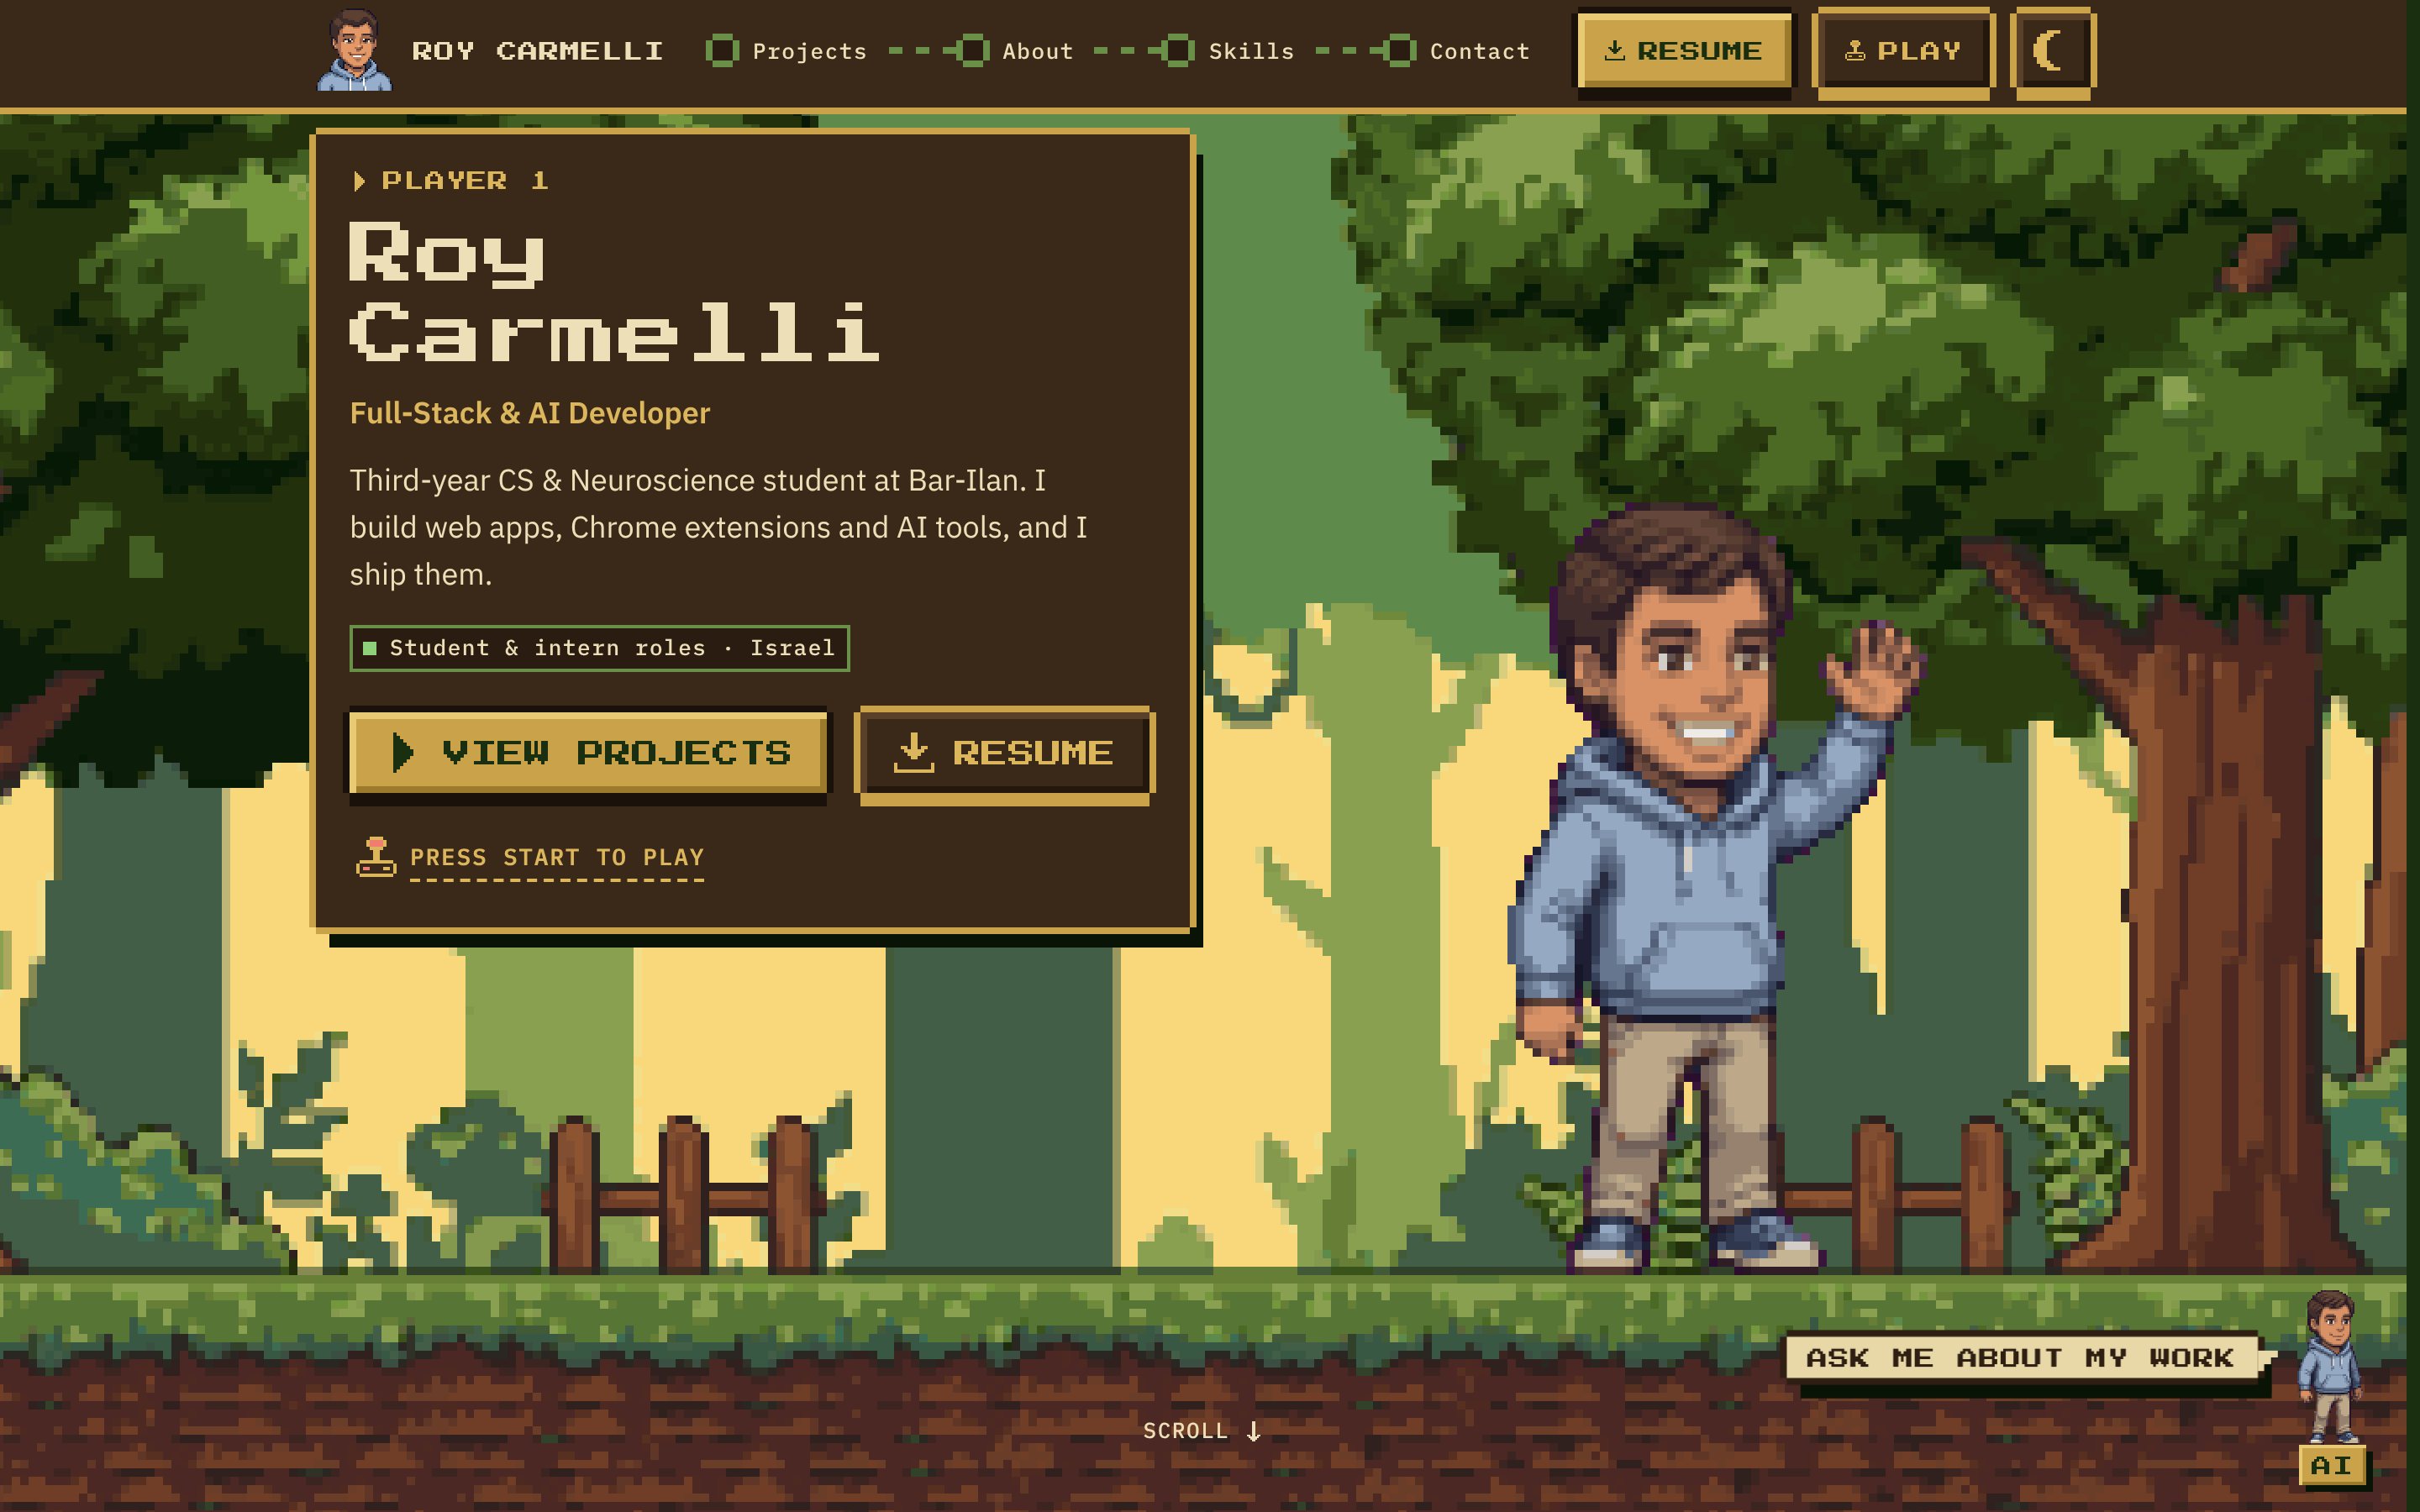 ROY CARMELLI
Projects
About
Skills
Contact
RESUME
PLAY
PLAYER 1
Roy
Carmelli
Full-Stack & AI Developer
Third-year CS & Neuroscience student at Bar-Ilan. I
build web apps, Chrome extensions and AI tools, and I
ship them.
Student & intern roles · Israel
VIEW PROJECTS
RESUME
PRESS START TO PLAY
ASK ME ABOUT MY WORK
SCROLL ↓
AI